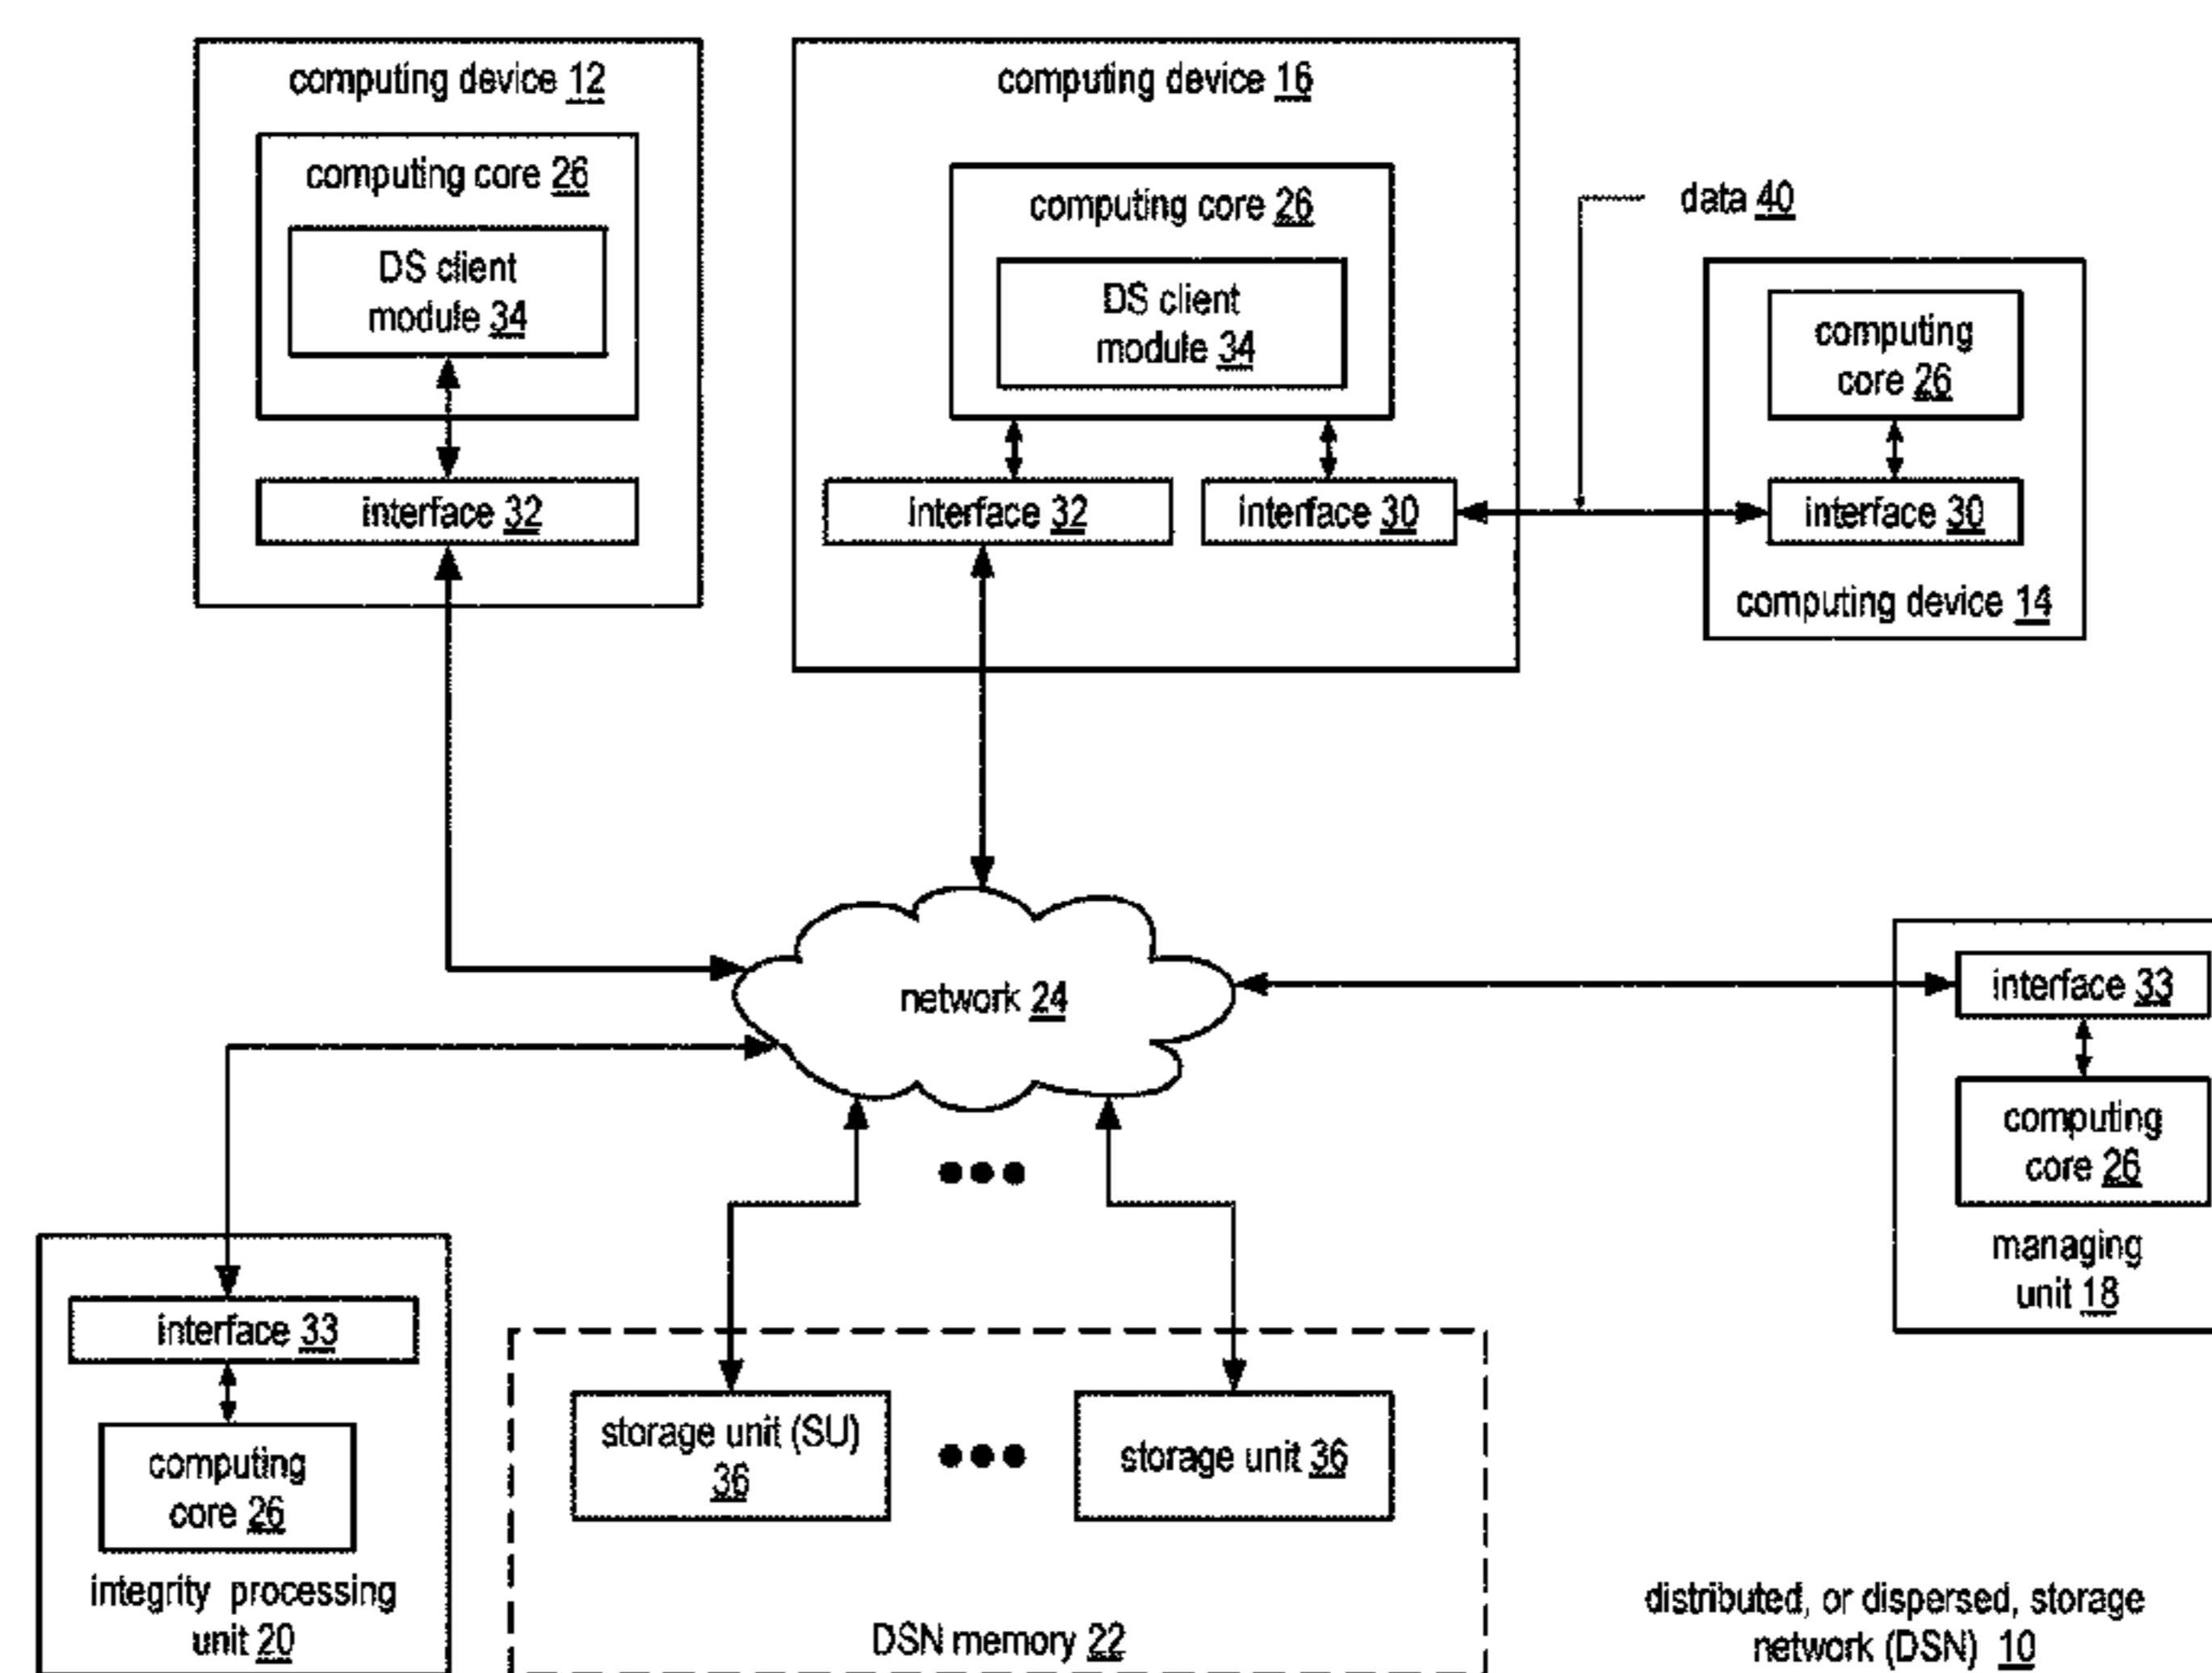 computing device 12
computing core 26
DS client
module 34
interface 32
computing device 16
computing core 26
DS client
module 34
interface 32
interface 30
data 40
computing
core 26
interface 30
computing device 14
network 24
interface 33
computing
core 26
managing
unit 18
interface 33
computing
core 26
integrity processing
unit 20
storage unit (SU)
36
storage unit 36
DSN memory 22
distributed, or dispersed, storage
network (DSN) 10